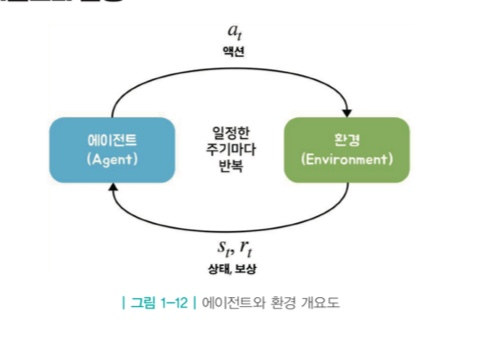 a_t
액션
에이전트
(Agent)
일정한
주기마다
반복
환경
(Environment)
s_t, r_t
상태, 보상
| 그림 1-12 | 에이전트와 환경 개요도